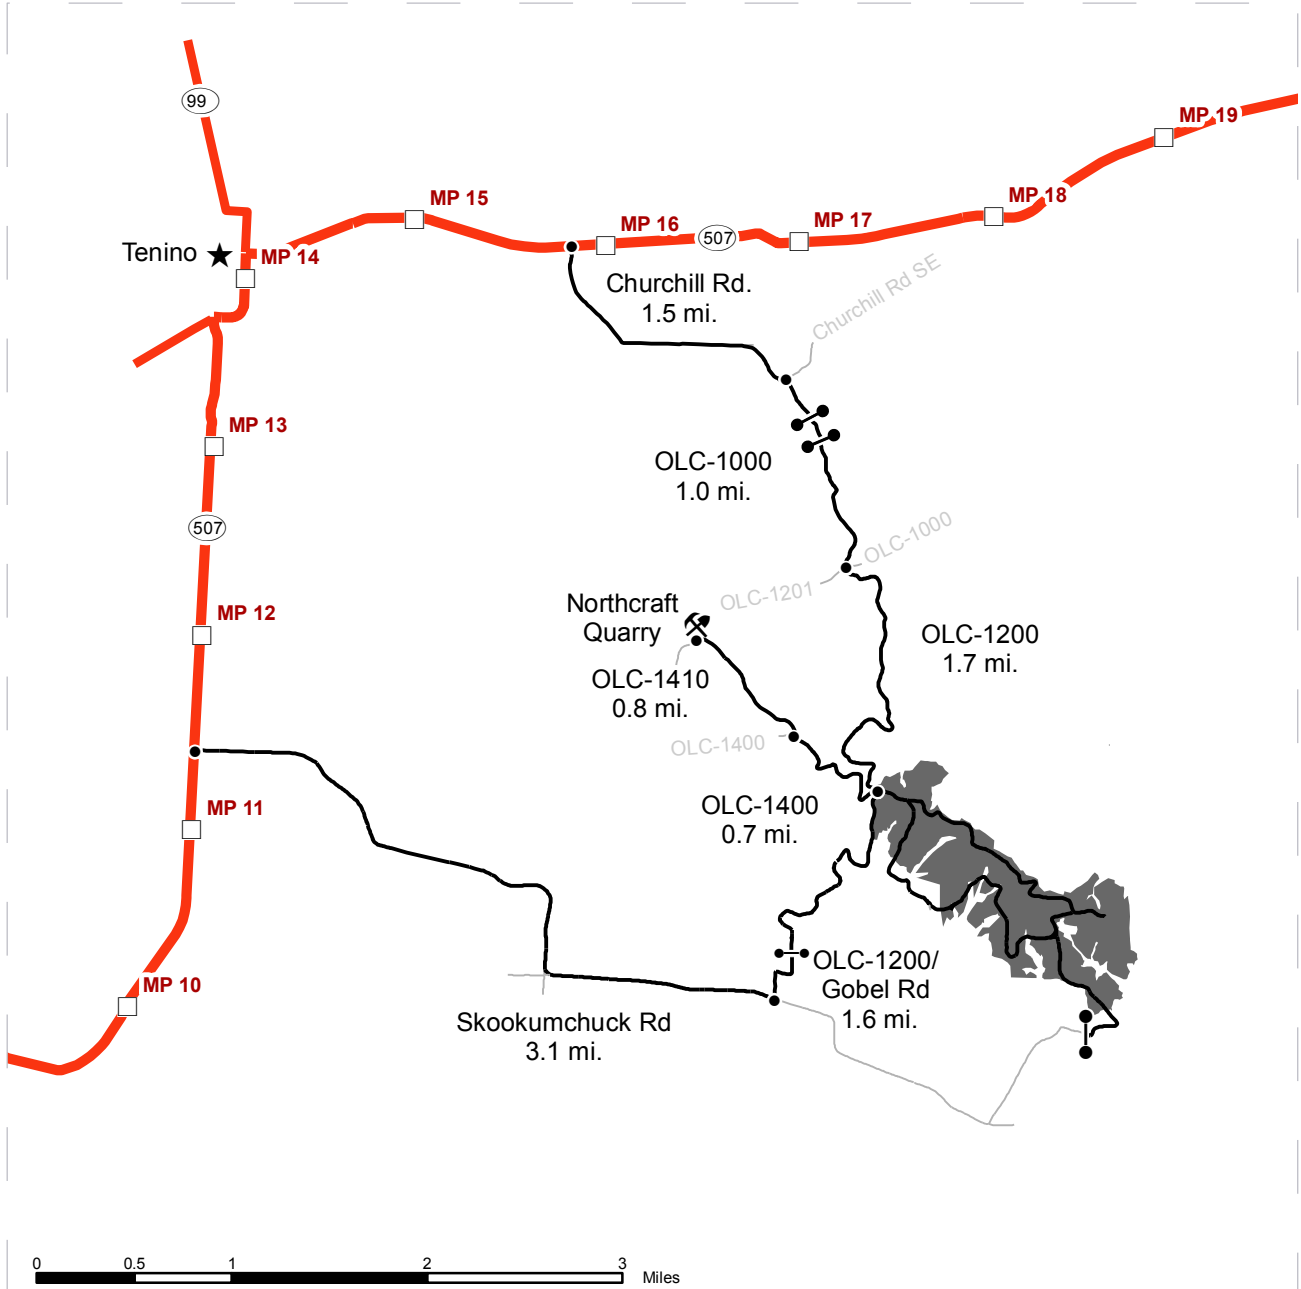 99
MP 19
MP 15
MP 18
MP 16
507
MP 17
Tenino
MP 14
Churchill Rd.
1.5 mi.
Churchill Rd SE
MP 13
OLC-1000
1.0 mi.
507
OLC-1000
OLC-1201
Northcraft
Quarry
MP 12
OLC-1200
1.7 mi.
OLC-1410
0.8 mi.
OLC-1400
MP 11
OLC-1400
0.7 mi.
MP 10
OLC-1200/
Gobel Rd
1.6 mi.
Skookumchuck Rd
3.1 mi.
0 0.5 1 2 3
Miles